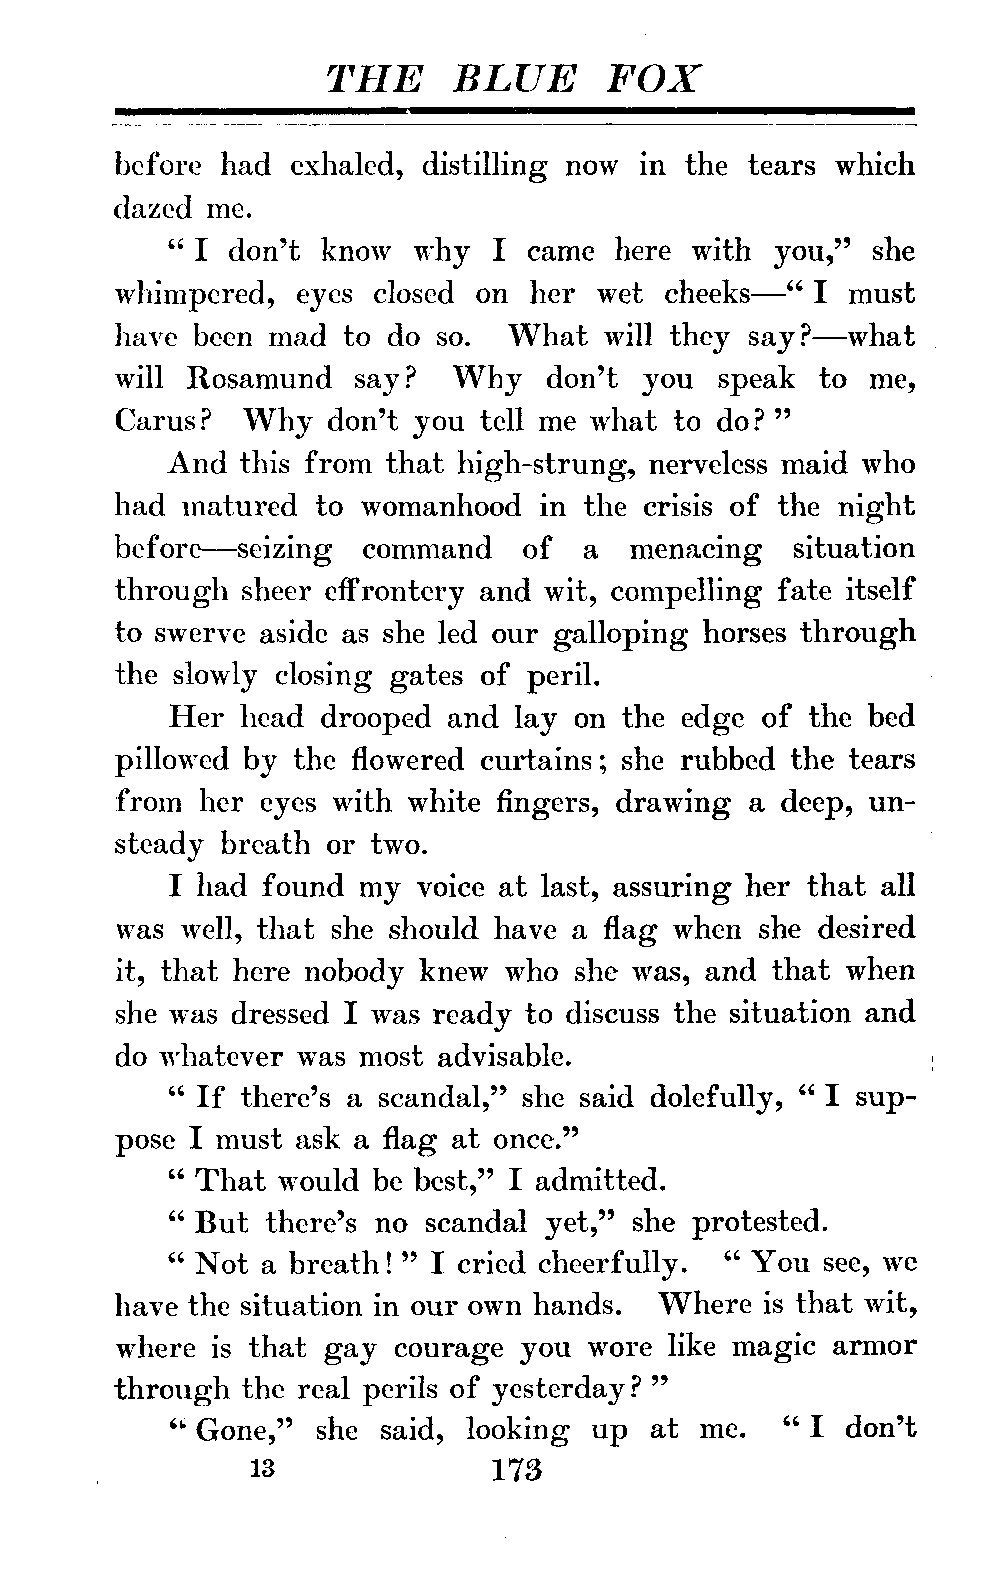 THE BLUE FOX
before had exhaled, distilling now in the tears which
dazed me.
“ I don’t know why I came here with you,” she
whimpered, eyes closed on her wet cheeks—“ I must
have been mad to do so. What will they say?—what
will Rosamund say? Why don’t you speak to me,
Carus? Why don’t you tell me what to do? ”
And this from that high-strung, nerveless maid who
had matured to womanhood in the crisis of the night
before—seizing command of a menacing situation
through sheer effrontery and wit, compelling fate itself
to swerve aside as she led our galloping horses through
the slowly closing gates of peril.
Her head drooped and lay on the edge of the bed
pillowed by the flowered curtains; she rubbed the tears
from her eyes with white fingers, drawing a deep, un-
steady breath or two.
I had found my voice at last, assuring her that all
was well, that she should have a flag when she desired
it, that here nobody knew who she was, and that when
she was dressed I was ready to discuss the situation and
do whatever was most advisable.
“ If there’s a scandal,” she said dolefully, “ I sup-
pose I must ask a flag at once.”
“ That would be best,” I admitted.
“ But there’s no scandal yet,” she protested.
“ Not a breath! ” I cried cheerfully. “ You see, we
have the situation in our own hands. Where is that wit,
where is that gay courage you wore like magic armor
through the real perils of yesterday? ”
“ Gone,” she said, looking up at me. “ I don’t
13 173